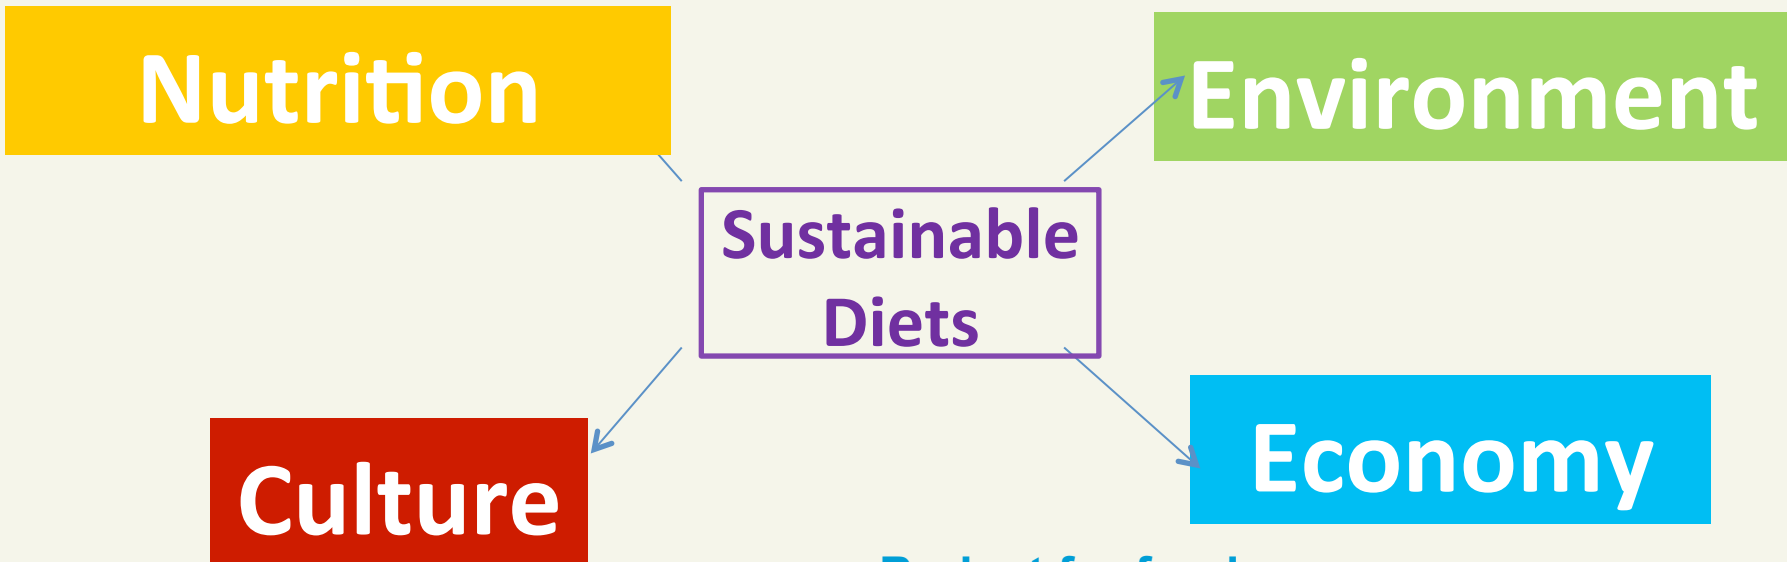 Nutrition
Environment
Sustainable
Diets
Economy
Culture